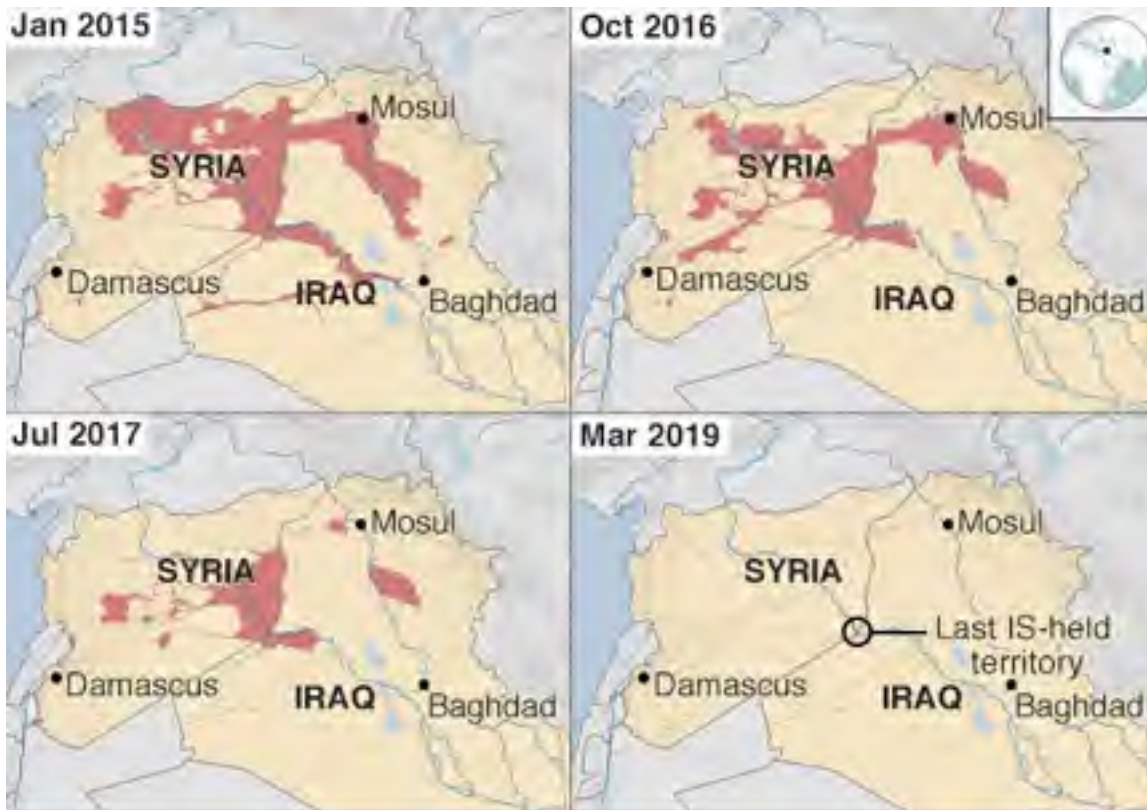 Jan 2015
Mosul
SYRIA
Damascus
IRAQ
Baghdad
Oct 2016
Mosul
SYRIA
Damascus
IRAQ
Baghdad
Jul 2017
Mosul
SYRIA
Damascus
IRAQ
Baghdad
Mar 2019
Mosul
SYRIA
Last IS-held
territory
Damascus
IRAQ
Baghdad